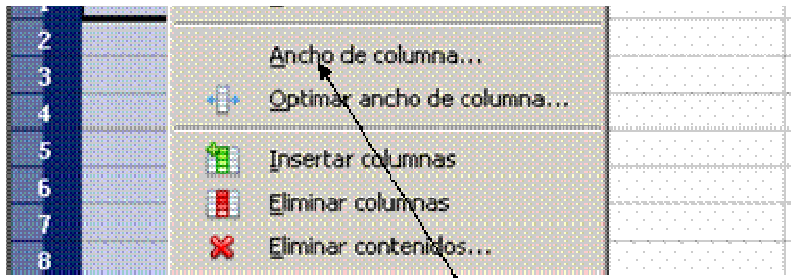 2
Ancho de columna...
3
Optimar ancho de columna...
4
5
Insertar columnas
6
Eliminar columnas
7
Eliminar contenidos...
8